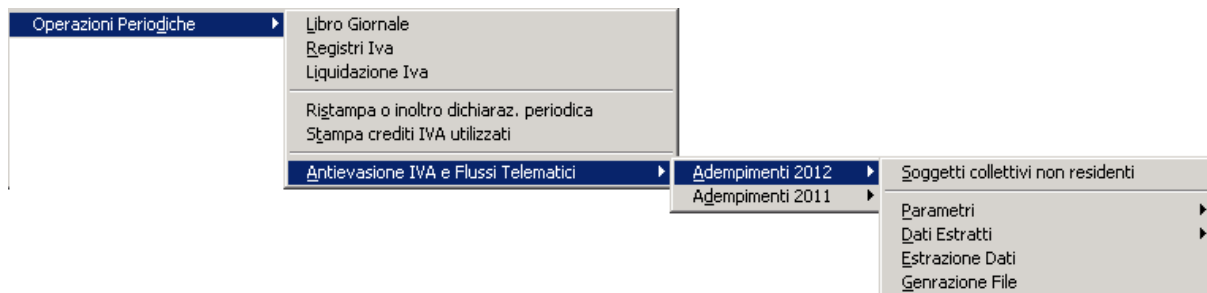 Operazioni Periodiche
Libro Giornale
Registri Iva
Liquidazione Iva
Ristampa o inoltro dichiaraz. periodica
Stampa crediti IVA utilizzati
Antievasione IVA e Flussi Telematici
Adempimenti 2012
Adempimenti 2011
Soggetti collettivi non residenti
Parametri
Dati Estratti
Estrazione Dati
Genrazione File